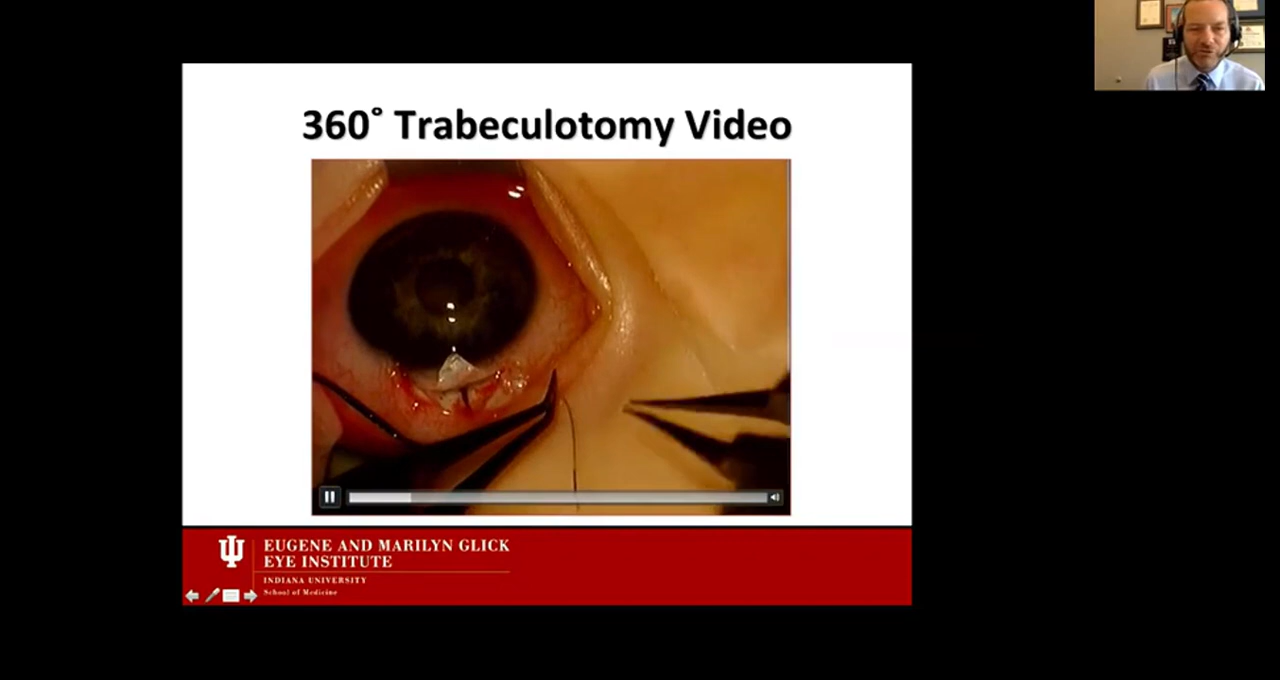 360° Trabeculotomy Video
EUGENE AND MARILYN GLICK
EYE INSTITUTE
INDIANA UNIVERSITY
School of Medicine